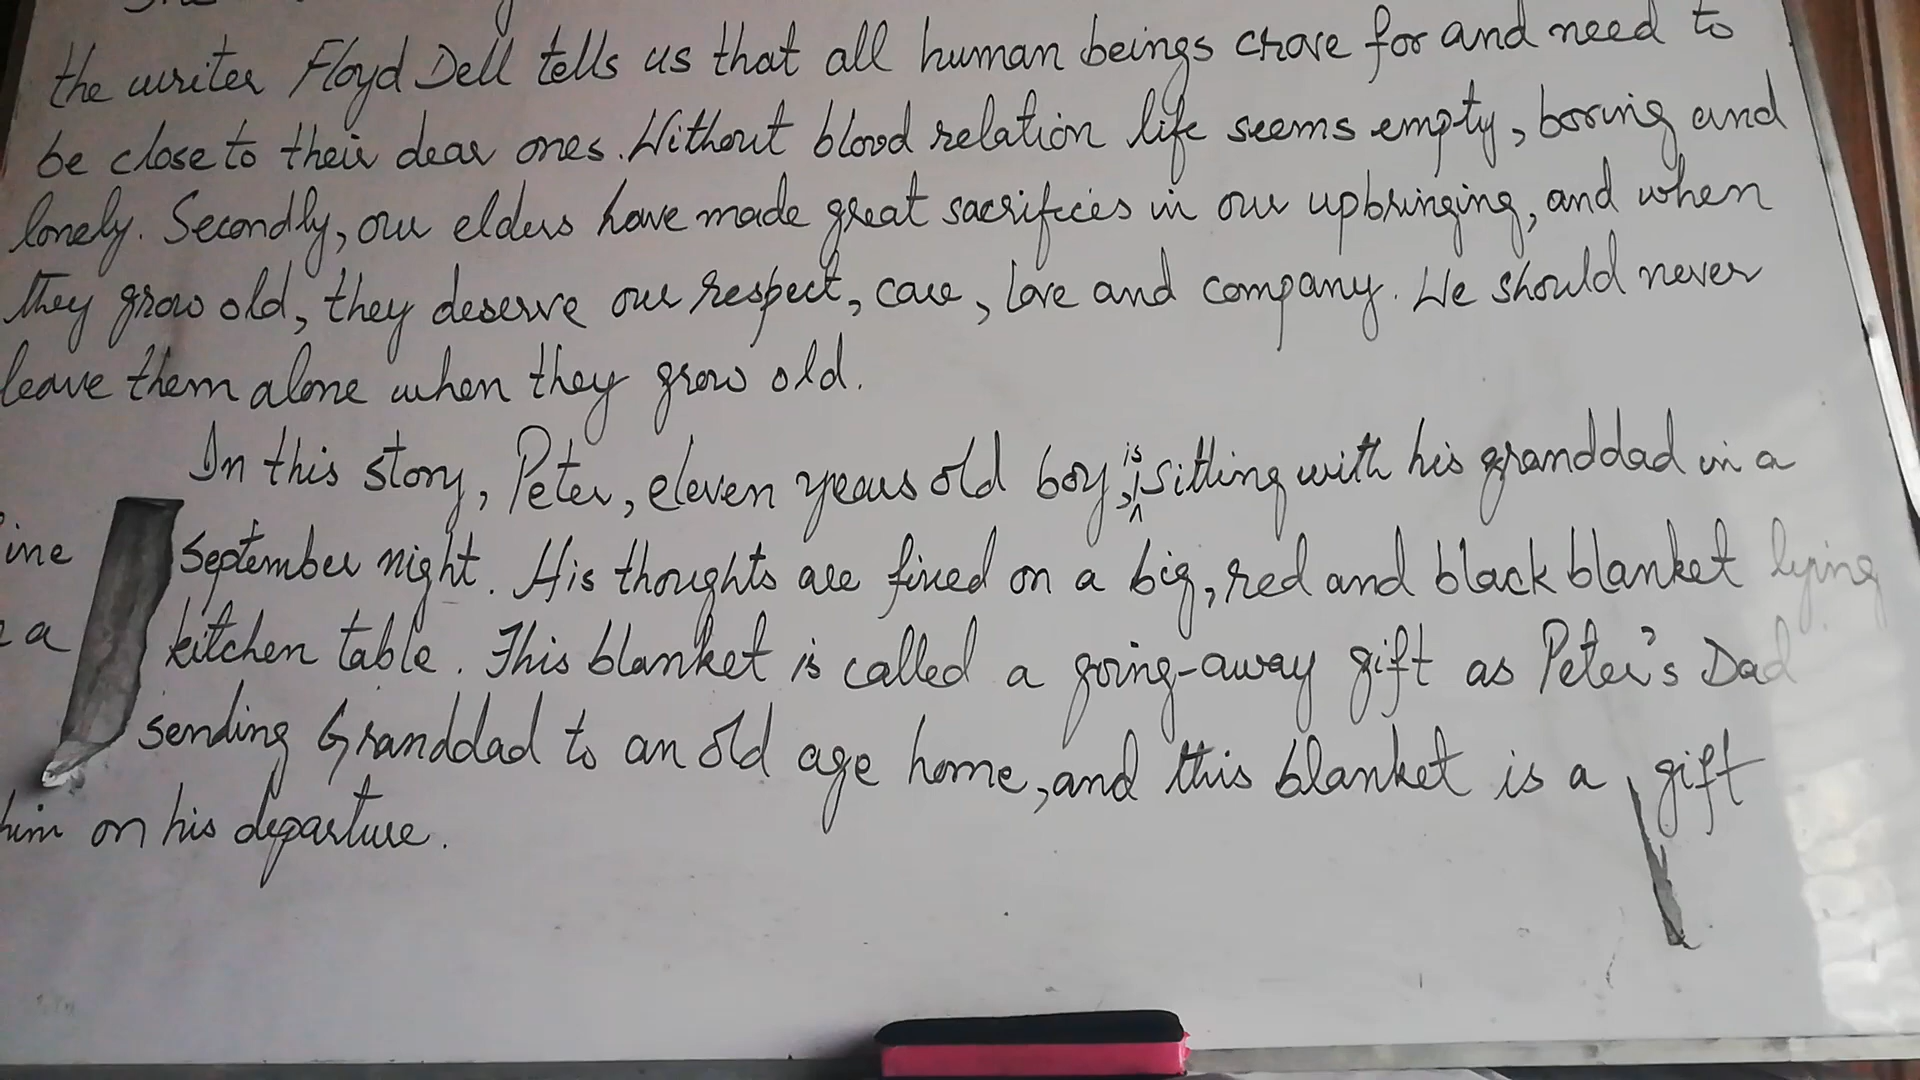 the writer Floyd Dell tells us that all human beings crave for and need to
be close to their dear ones. Without blood relation life seems empty, boring and
lonely. Secondly, our elders have made great sacrifices in our upbringing, and when
they grow old, they deserve our respect, care, love and company. We should never
leave them alone when they grow old.
In this story, Peter, eleven years old boy, is sitting with his granddad in a
ine September night. His thoughts are fixed on a big, red and black blanket lying
a kitchen table. This blanket is called a going-away gift as Peter's Dad
sending Granddad to an old age home, and this blanket is a gift
him on his departure.